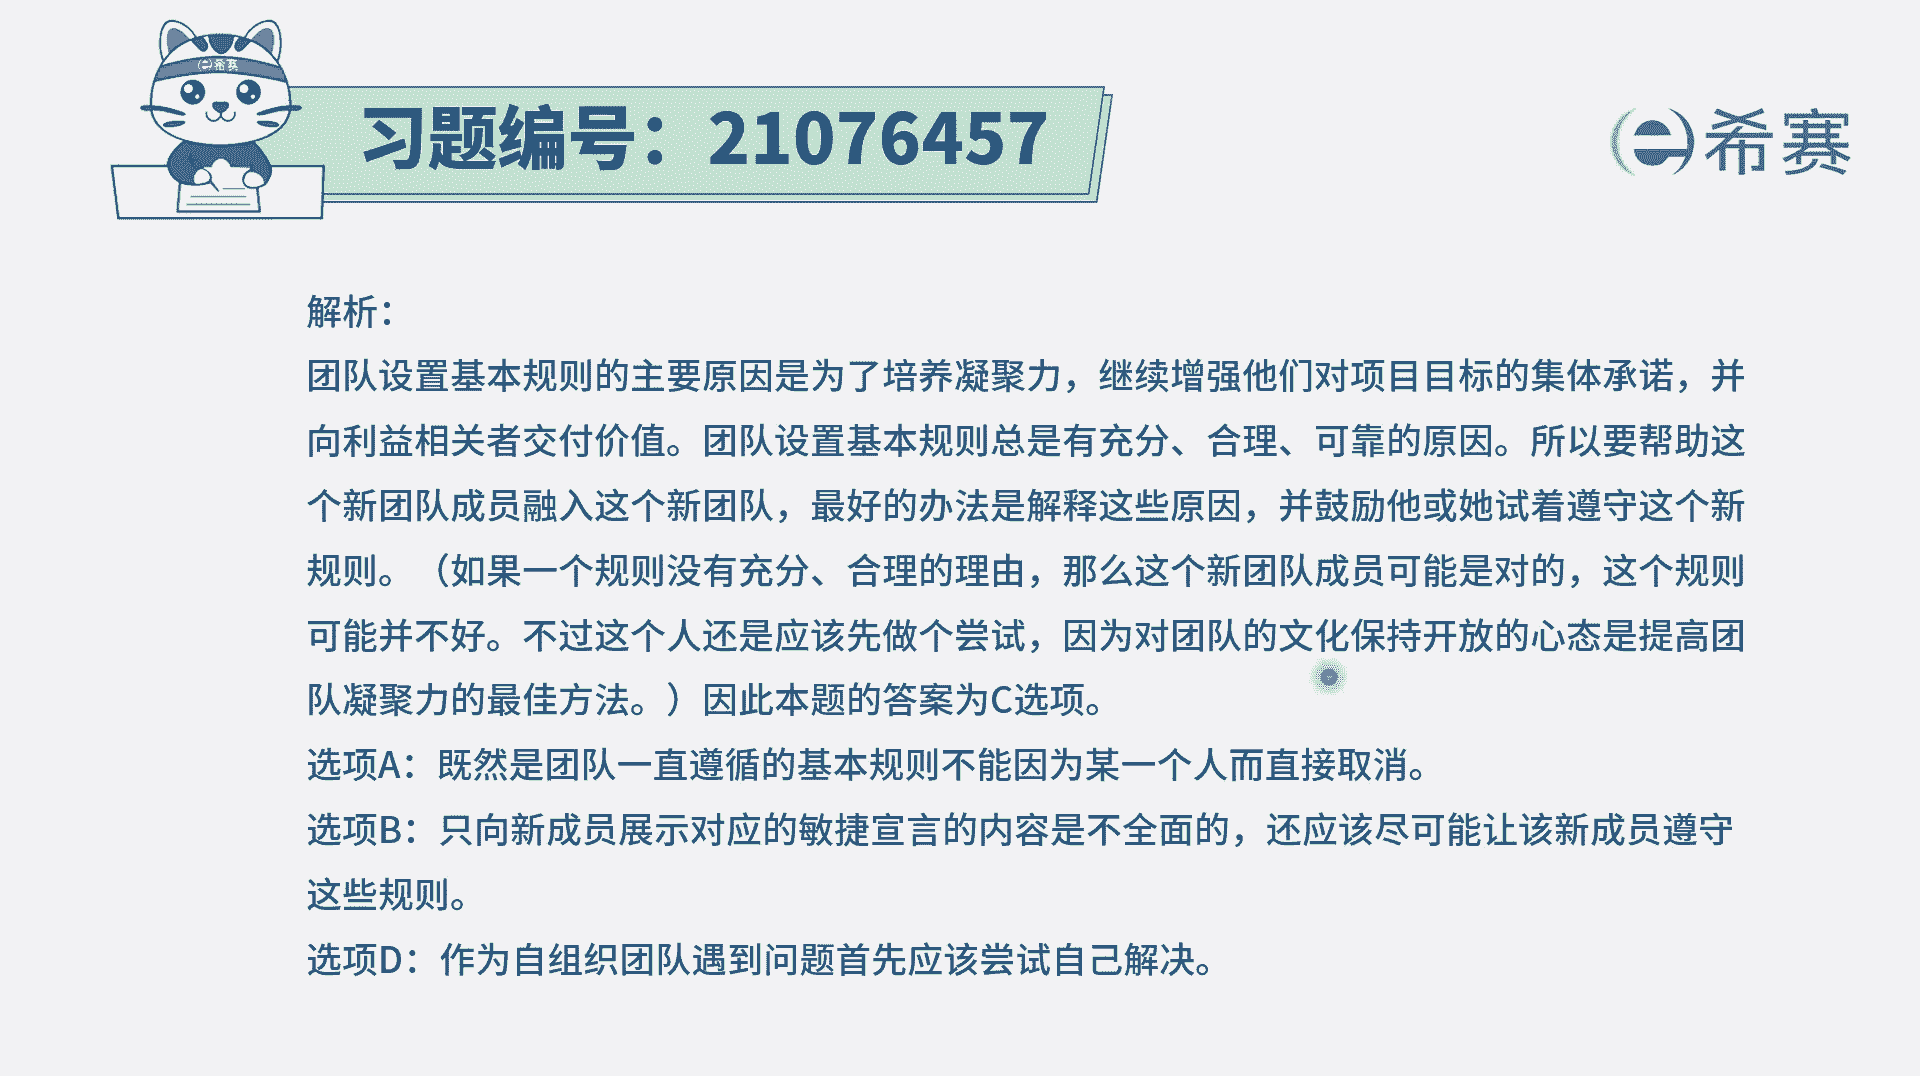 希赛
习题编号：21076457
希赛
解析：
团队设置基本规则的主要原因是为了培养凝聚力，继续增强他们对项目目标的集体承诺，并
向利益相关者交付价值。团队设置基本规则总是有充分、合理、可靠的原因。所以要帮助这
个新团队成员融入这个新团队，最好的办法是解释这些原因，并鼓励他或她试着遵守这个新
规则。（如果一个规则没有充分、合理的理由，那么这个新团队成员可能是对的，这个规则
可能并不好。不过这个人还是应该先做个尝试，因为对团队的文化保持开放的心态是提高团
队凝聚力的最佳方法。）因此本题的答案为C选项。
选项A：既然是团队一直遵循的基本规则不能因为某一个人而直接取消。
选项B：只向新成员展示对应的敏捷宣言的内容是不全面的，还应该尽可能让该新成员遵守
这些规则。
选项D：作为自组织团队遇到问题首先应该尝试自己解决。